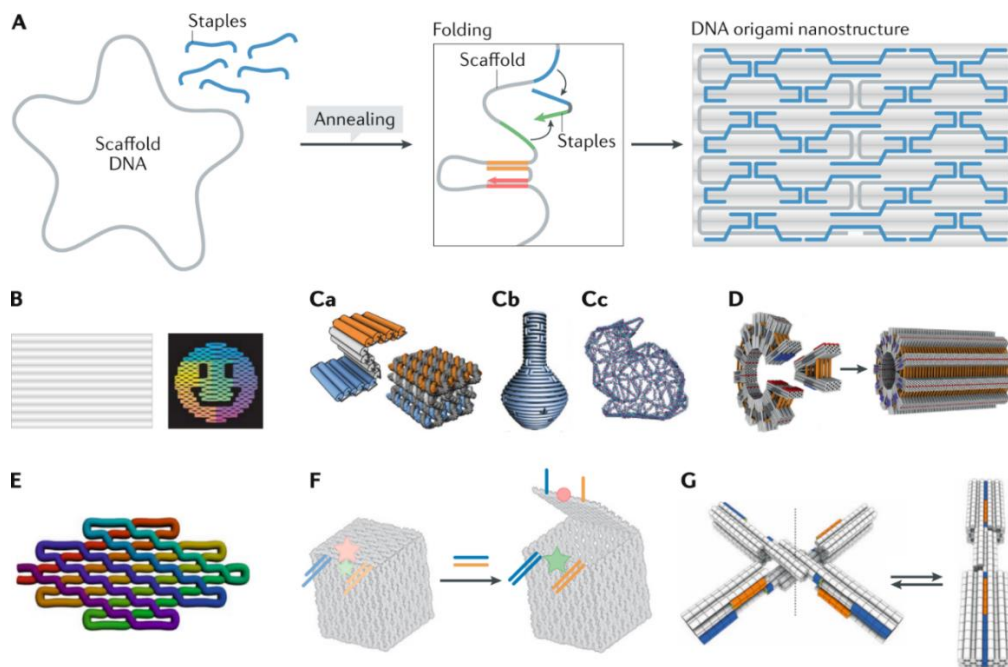 A
Staples
Scaffold
DNA
Annealing
Folding
Scaffold
Staples
DNA origami nanostructure
B
Ca
Cb
Cc
D
E
F
G